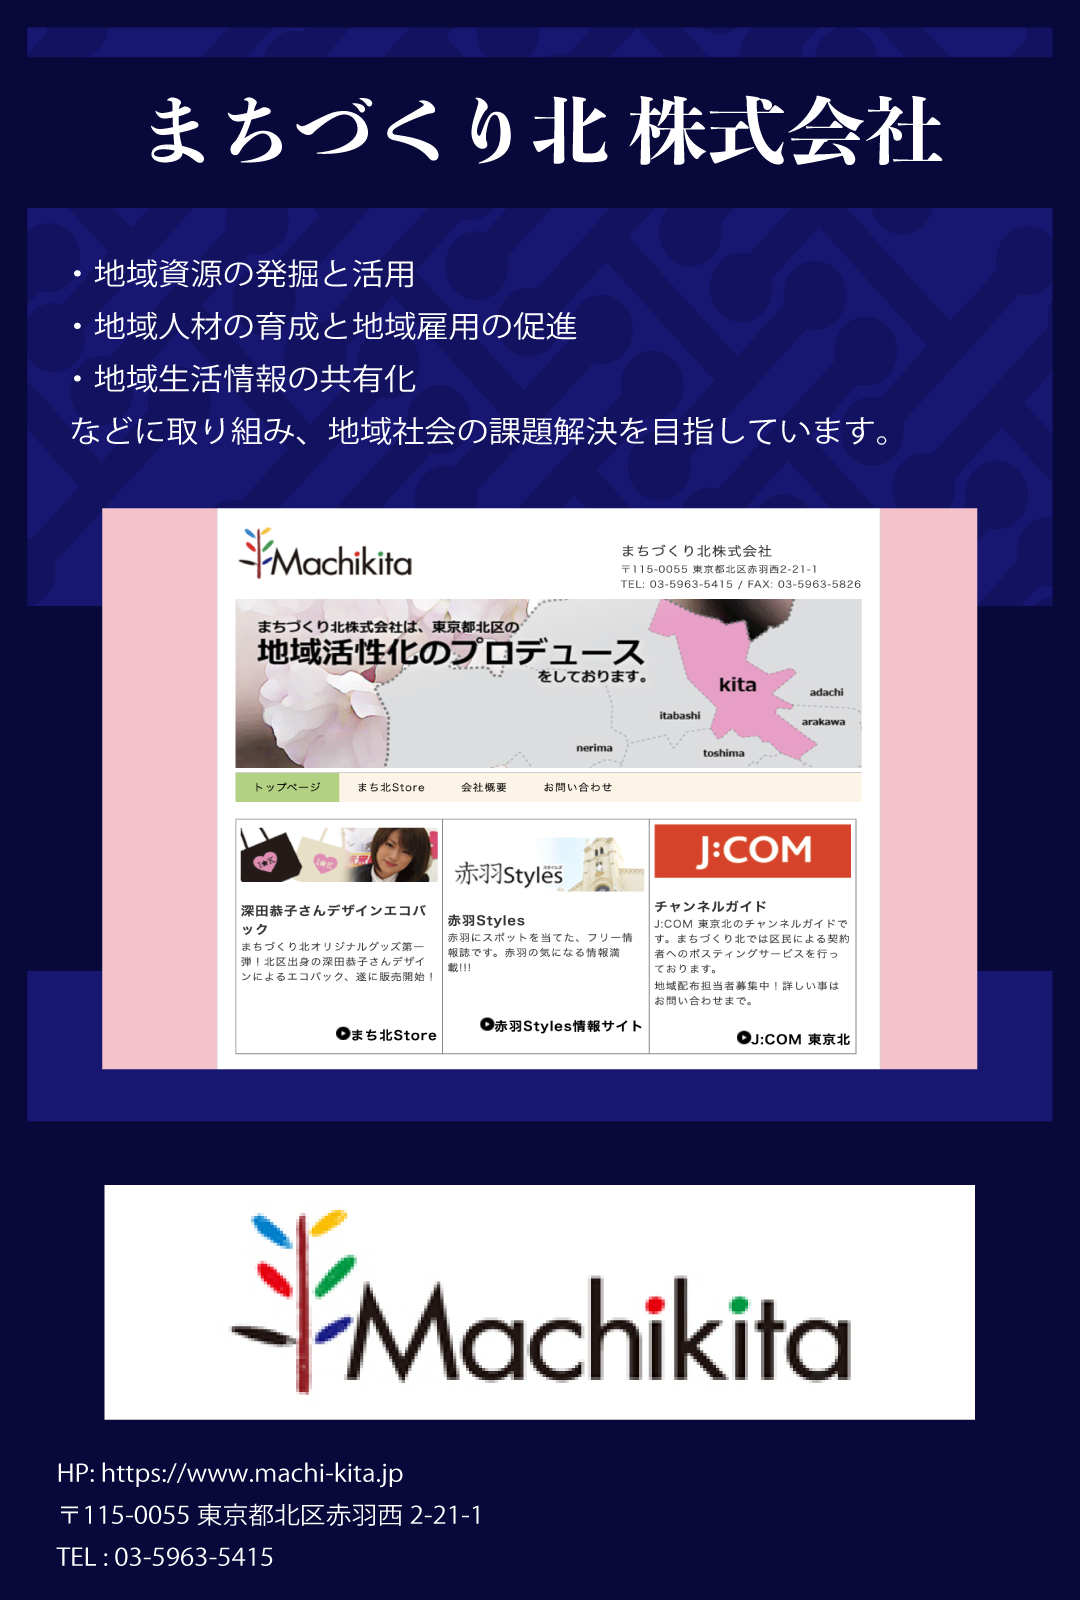 まちづくり北 株式会社
・地域資源の発掘と活用
・地域人材の育成と地域雇用の促進
・地域生活情報の共有化
などに取り組み、地域社会の課題解決を目指しています。
Machikita
まちづくり北株式会社
〒115-0055 東京都北区赤羽西2-21-1
TEL: 03-5963-5415 / FAX: 03-5963-5826
まちづくり北株式会社は、東京都北区の
地域活性化のプロデュース
をしております。
kita
adachi
itabashi
arakawa
nerima
toshima
トップページ まち北Store 会社概要 お問い合わせ
深田恭子さんデザインエコバ
ック
まちづくり北オリジナルグッズ第一
弾！北区出身の深田恭子さんデザイ
ンによるエコバック、遂に販売開始！
まち北Store
赤羽Styles
スタイルズ
赤羽Styles
赤羽にスポットを当てた、フリー情
報誌です。赤羽の気になる情報満
載!!!
赤羽Styles情報サイト
J:COM
チャンネルガイド
J:COM 東京北のチャンネルガイドで
す。まちづくり北では区民による契約
者へのポスティングサービスを行っ
ております。
地域配布担当者募集中！詳しい事は
お問い合わせまで。
J:COM 東京北
Machikita
HP: https://www.machi-kita.jp
〒115-0055 東京都北区赤羽西 2-21-1
TEL : 03-5963-5415